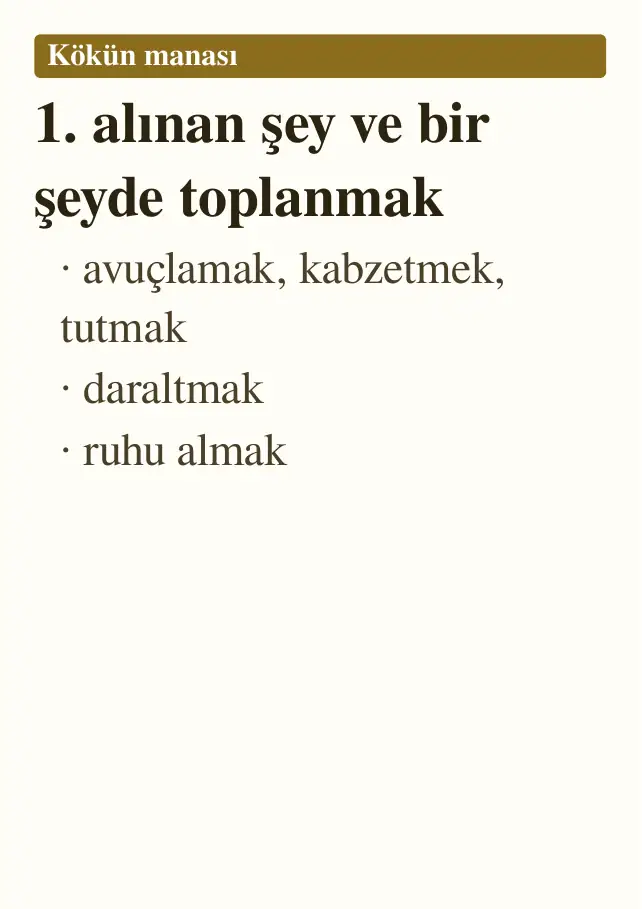 Kökün manası
1. alınan şey ve bir
şeyde toplanmak
· avuçlamak, kabzetmek,
tutmak
· daraltmak
· ruhu almak